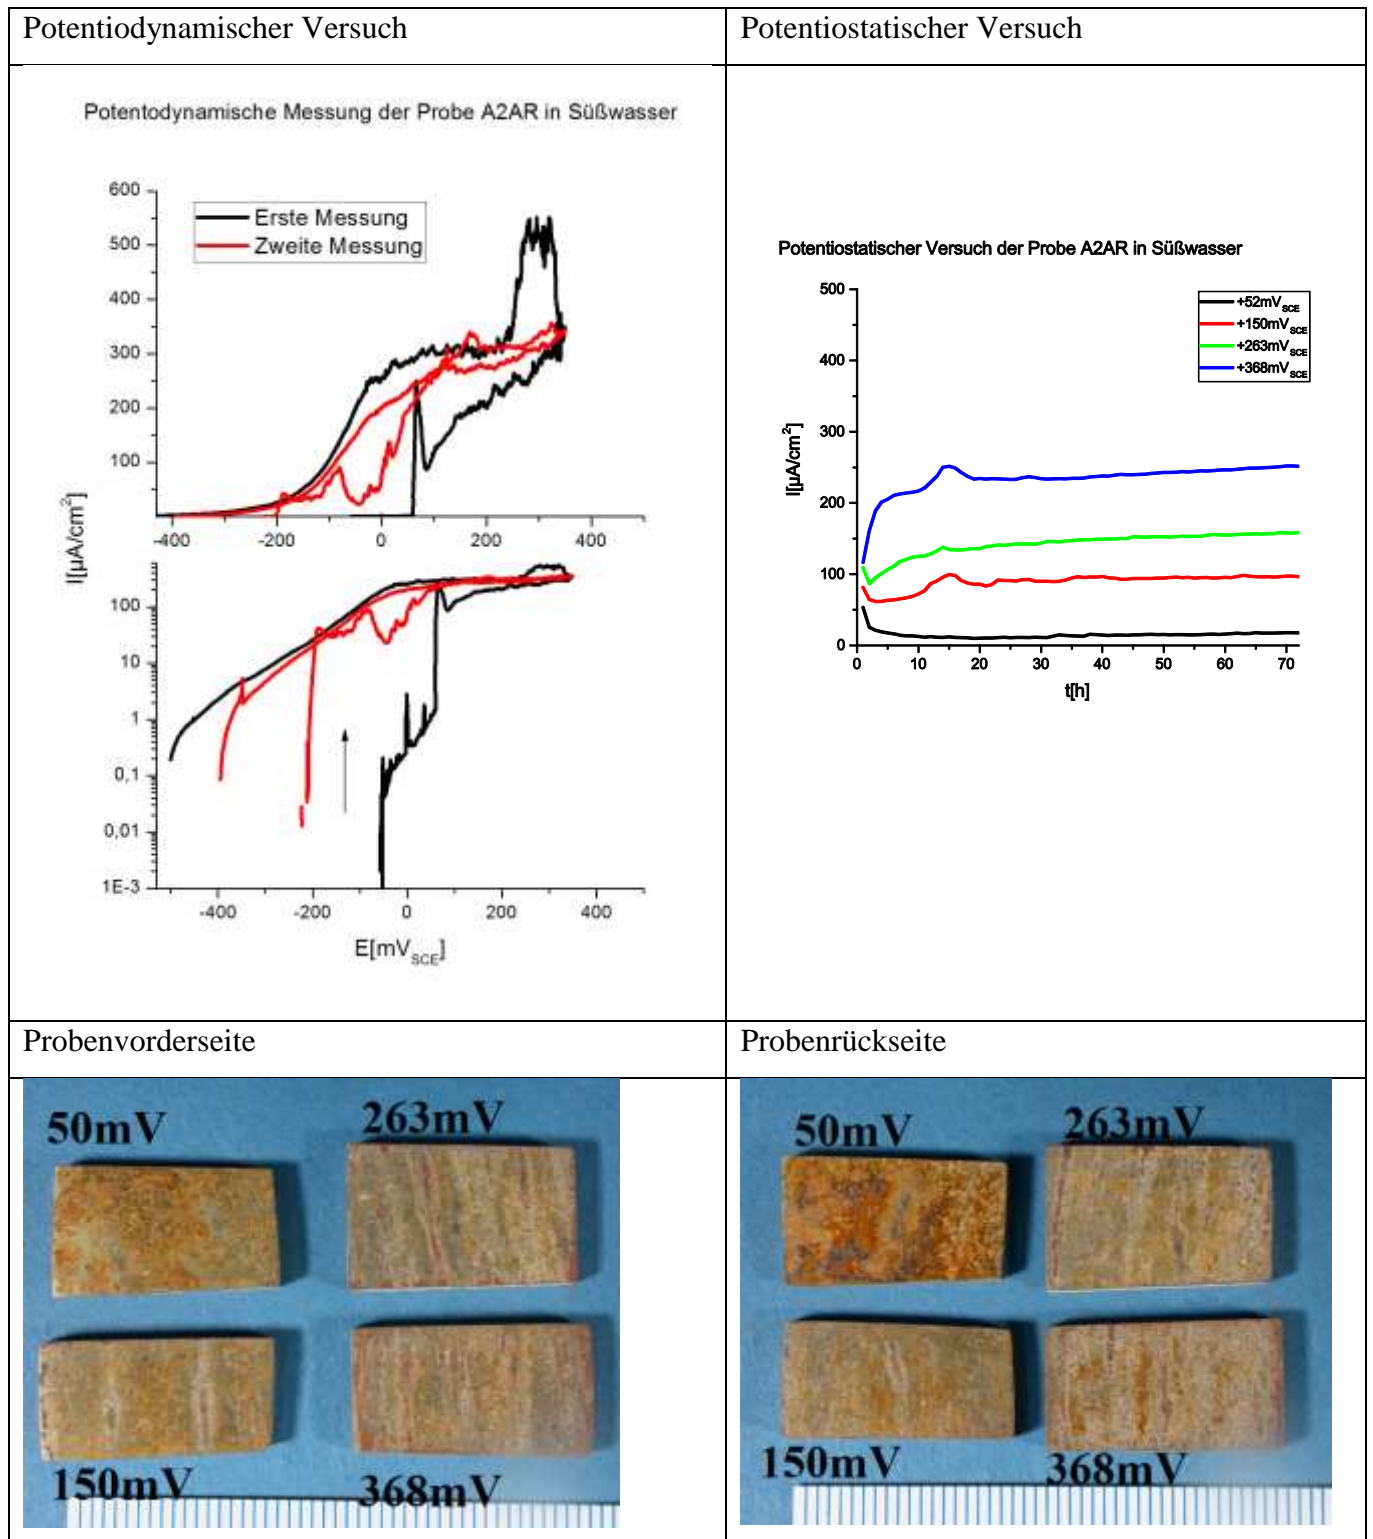 Potentiodynamischer Versuch
Potentiostatischer Versuch
Potentodynamische Messung der Probe A2AR in Süßwasser
600
500
400
300
200
100
Erste Messung
Zweite Messung
-400 -200 0 200 400
I[µA/cm²]
100
10
1
0,1
0,01
1E-3
-400 -200 0 200 400
E[mV_SCE]
Potentiostatischer Versuch der Probe A2AR in Süßwasser
500
400
300
200
100
0
I[µA/cm²]
+52mV_SCE
+150mV_SCE
+263mV_SCE
+368mV_SCE
0 10 20 30 40 50 60 70
t[h]
Probenvorderseite
Probenrückseite
50mV 263mV
150mV 368mV
50mV 263mV
150mV 368mV